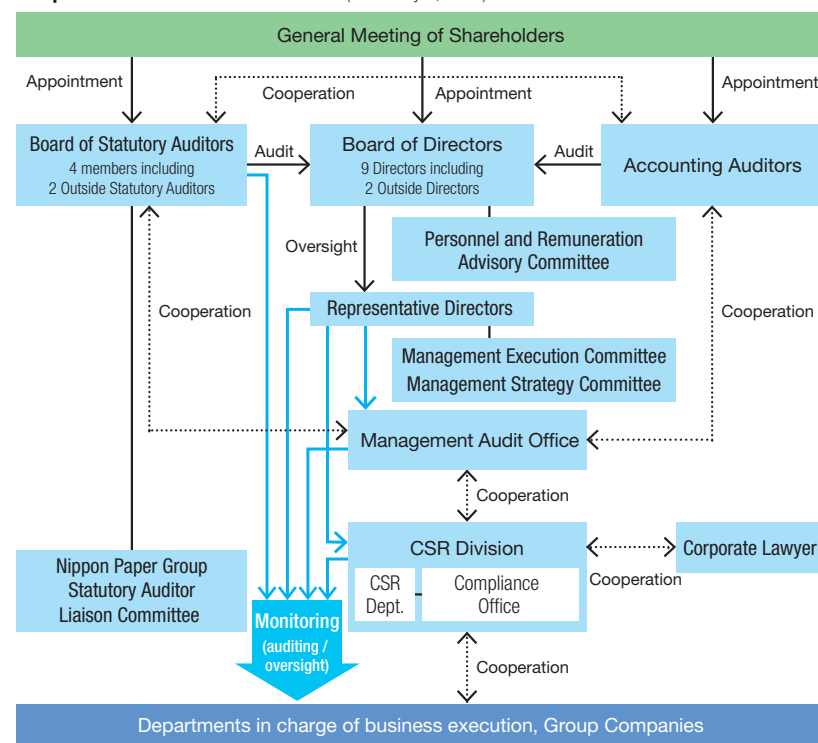 General Meeting of Shareholders
Appointment
Cooperation
Appointment
Appointment
Board of Statutory Auditors
4 members including
2 Outside Statutory Auditors
Audit
Board of Directors
9 Directors including
2 Outside Directors
Audit
Accounting Auditors
Oversight
Personnel and Remuneration
Advisory Committee
Cooperation
Representative Directors
Cooperation
Management Execution Committee
Management Strategy Committee
Management Audit Office
Cooperation
CSR Division
CSR
Dept.
Compliance
Office
Cooperation
Corporate Lawyer
Nippon Paper Group
Statutory Auditor
Liaison Committee
Monitoring
(auditing /
oversight)
Cooperation
Departments in charge of business execution, Group Companies